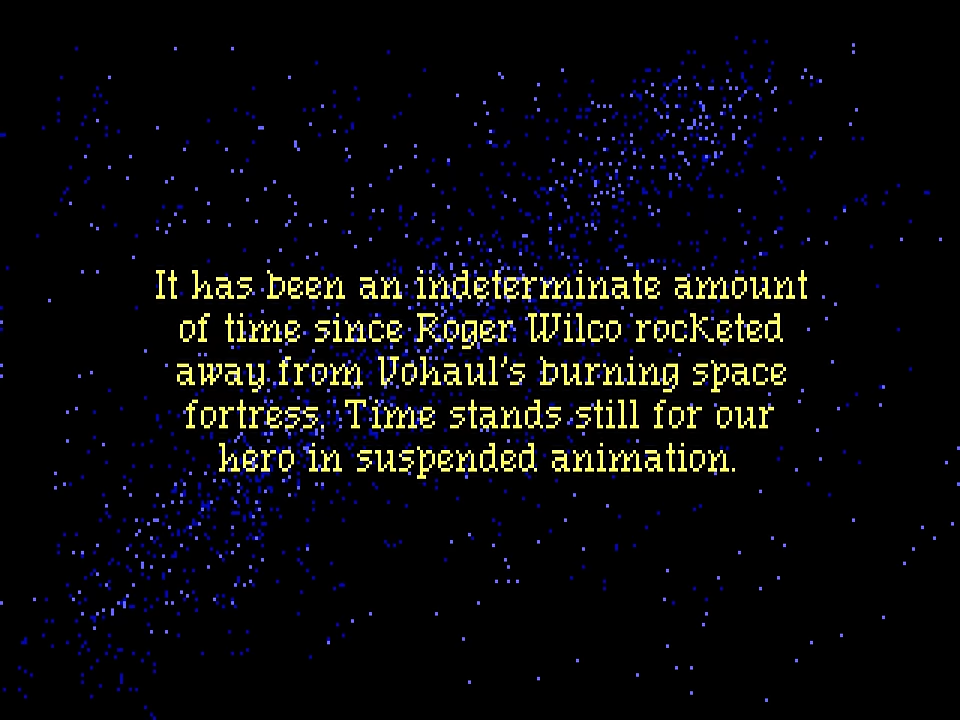 It has been an indeterminate amount
of time since Roger Wilco rocketed
away from Vohaul's burning space
fortress. Time stands still for our
hero in suspended animation.